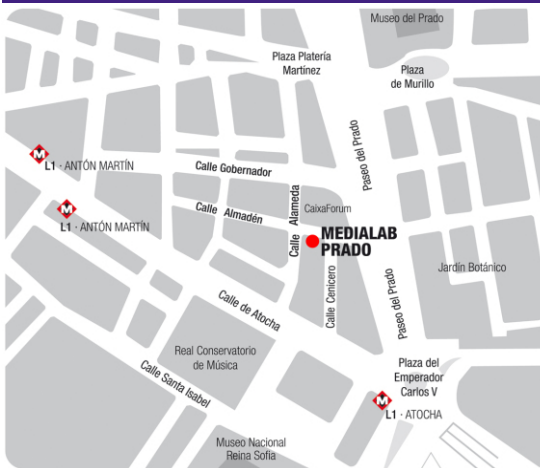 Museo del Prado
Plaza Platería
Martínez
Plaza
de Murillo
Paseo del Prado
M
L1 · ANTÓN MARTÍN
Calle Gobernador
M
L1 · ANTÓN MARTÍN
Calle Almadén
Calle Alameda
CaixaForum
MEDIALAB
PRADO
Jardín Botánico
Calle Cenicero
Paseo del Prado
Calle de Atocha
Real Conservatorio
de Música
Calle Santa Isabel
Plaza del
Emperador
Carlos V
M
L1 · ATOCHA
Museo Nacional
Reina Sofia